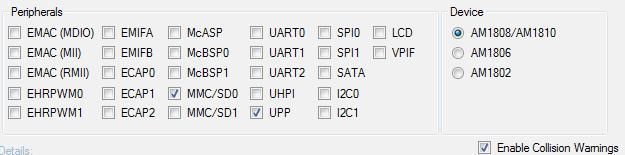 Peripherals Device
EMAC (MDIO) EMIFA McASP UART0 SPI0 LCD AM1808/AM1810
EMAC (MII) EMIFB McBSP0 UART1 SPI1 VPIF AM1806
EMAC (RMII) ECAP0 McBSP1 UART2 SATA AM1802
EHRPWM0 ECAP1 MMC/SD0 UHPI I2C0
EHRPWM1 ECAP2 MMC/SD1 UPP I2C1
Details: Enable Collision Warnings